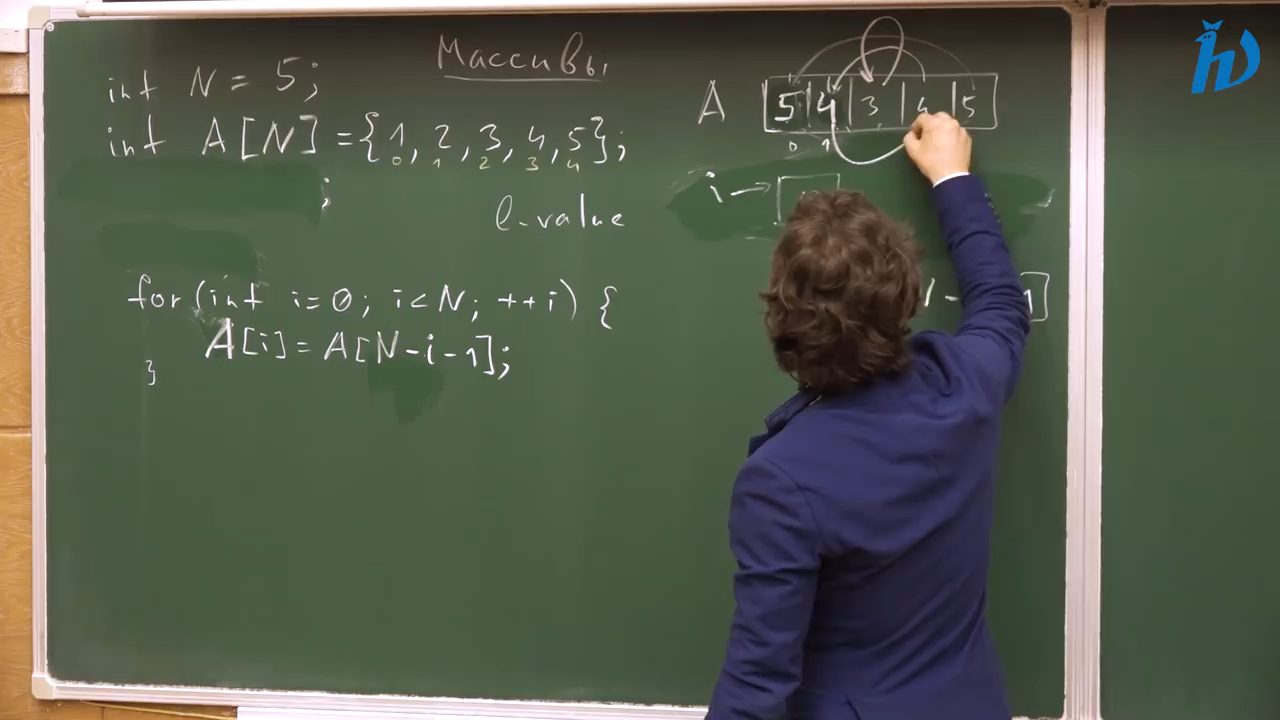 Массивы
int N = 5;
int A[N] = {1, 2, 3, 4, 5};
0 1 2 3 4
;
l-value
for (int i=0; i<N; ++i) {
A[i] = A[N-i-1];
}
A 5 4 3 4 5
0 1
i →